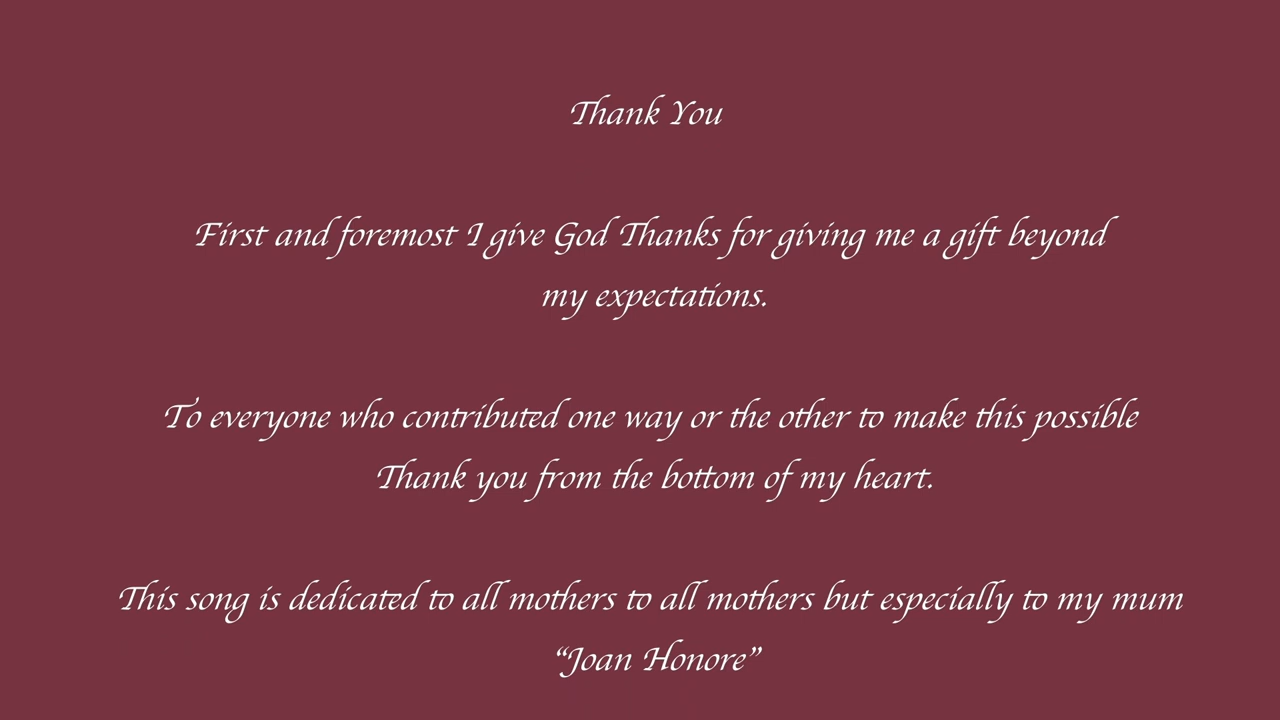 Thank You
First and foremost I give God Thanks for giving me a gift beyond
my expectations.
To everyone who contributed one way or the other to make this possible
Thank you from the bottom of my heart.
This song is dedicated to all mothers to all mothers but especially to my mum
“Joan Honore”